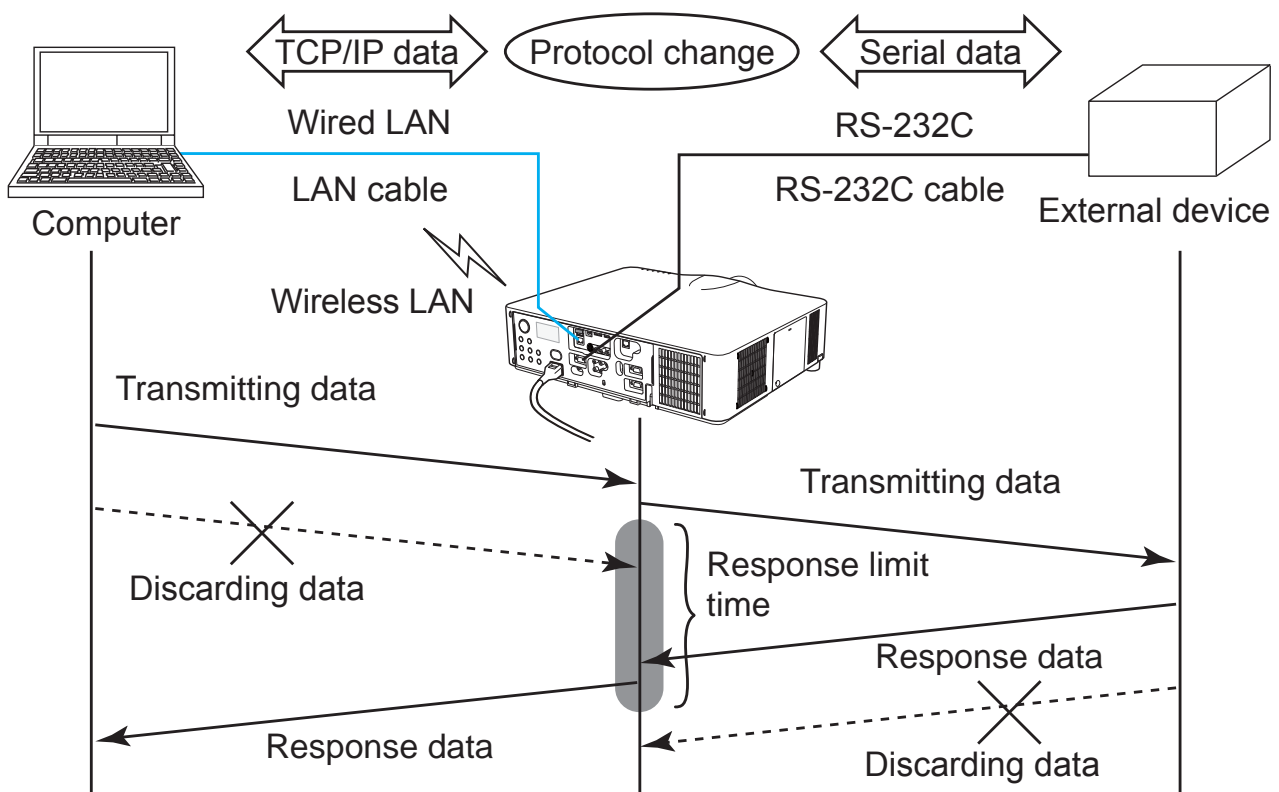 TCP/IP data
Protocol change
Serial data
Wired LAN
RS-232C
LAN cable
RS-232C cable
Computer
External device
Wireless LAN
Transmitting data
Transmitting data
Discarding data
Response limit
time
Response data
Response data
Discarding data